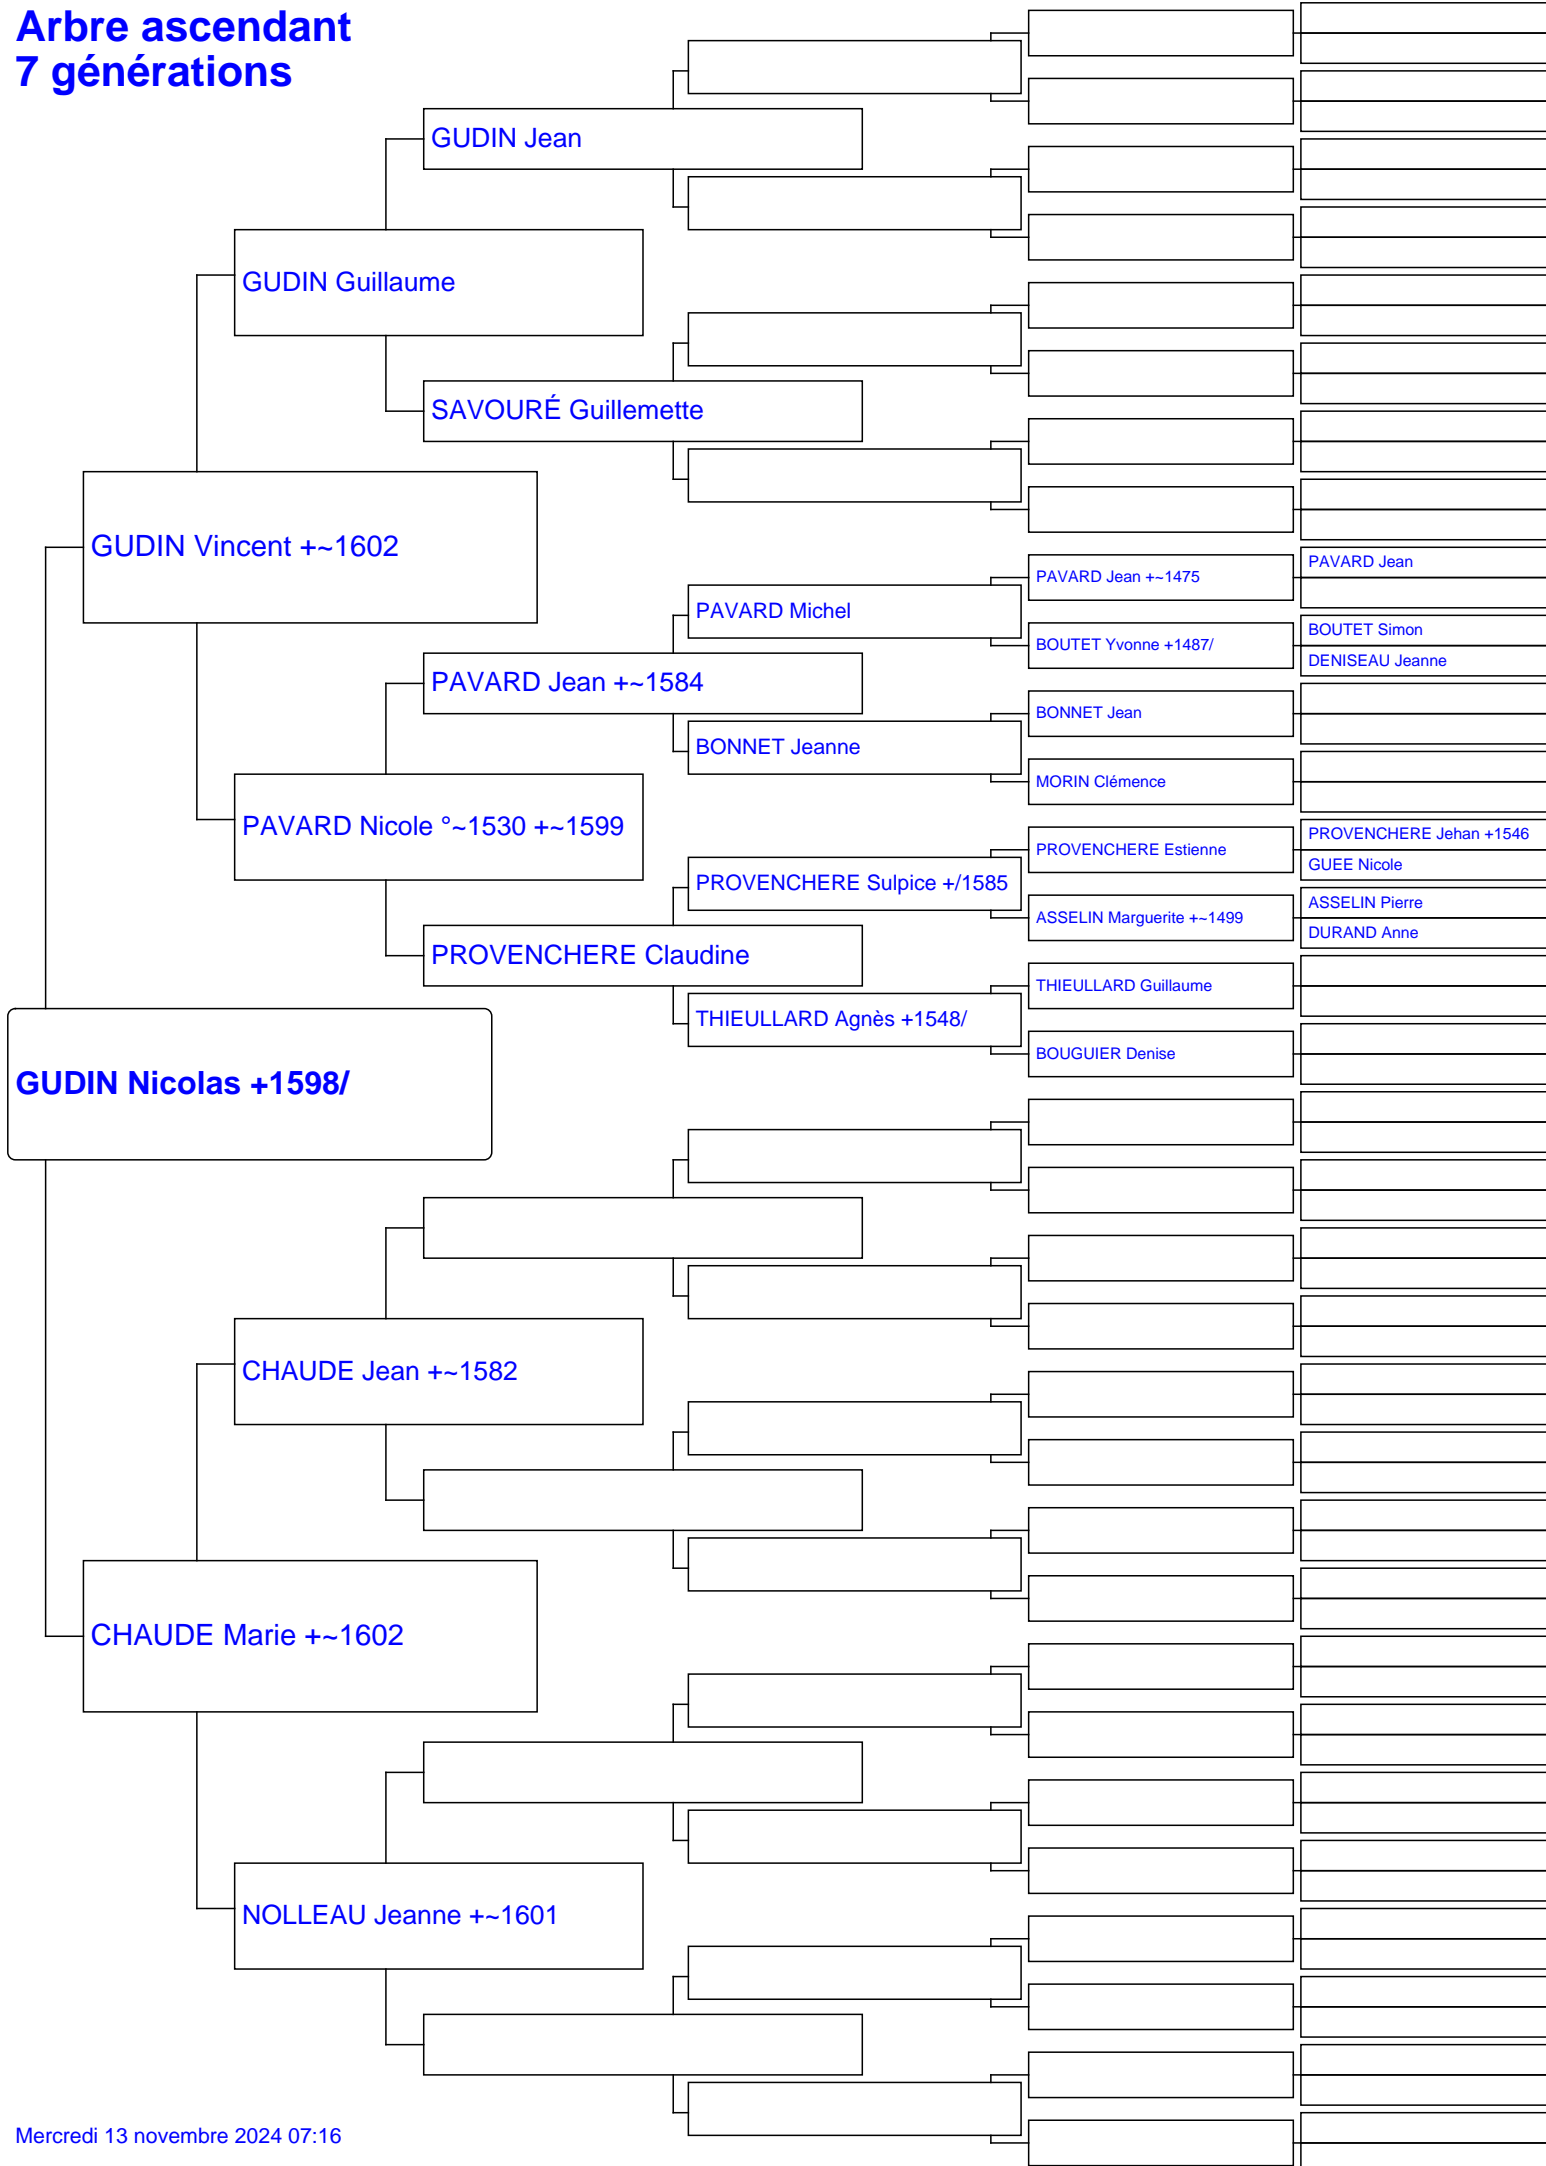 Arbre ascendant
7 générations
GUDIN Jean
GUDIN Guillaume
SAVOURÉ Guillemette
GUDIN Vincent +~1602
PAVARD Jean
PAVARD Jean +~1475
PAVARD Michel
BOUTET Simon
BOUTET Yvonne +1487/
DENISEAU Jeanne
PAVARD Jean +~1584
BONNET Jean
BONNET Jeanne
MORIN Clémence
PAVARD Nicole °~1530 +~1599
PROVENCHERE Jehan +1546
PROVENCHERE Estienne
GUEE Nicole
PROVENCHERE Sulpice +/1585
ASSELIN Pierre
ASSELIN Marguerite +~1499
DURAND Anne
PROVENCHERE Claudine
THIEULLARD Guillaume
THIEULLARD Agnès +1548/
BOUGUIER Denise
GUDIN Nicolas +1598/
CHAUDE Jean +~1582
CHAUDE Marie +~1602
NOLLEAU Jeanne +~1601
Mercredi 13 novembre 2024 07:16